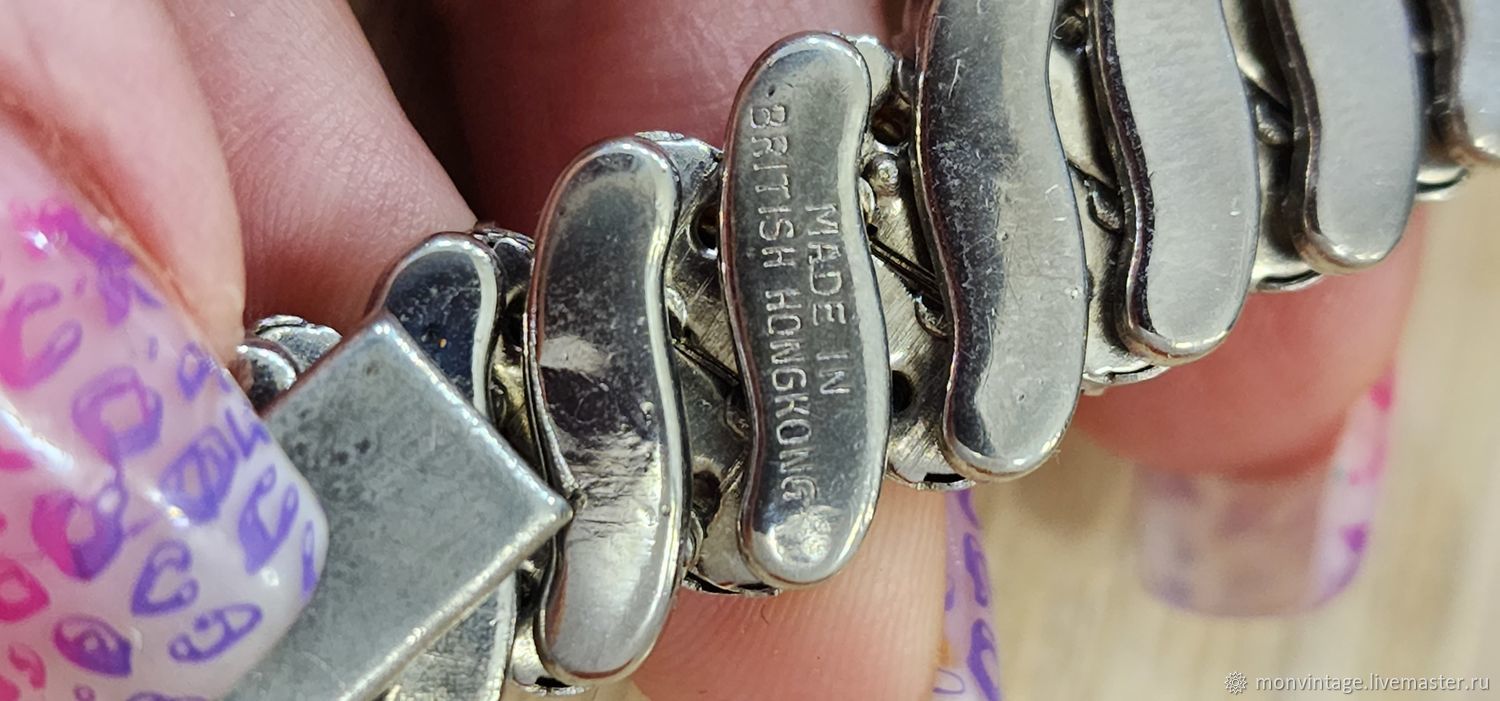 MADE IN
BRITISH HONGKONG
monvintage.livemaster.ru